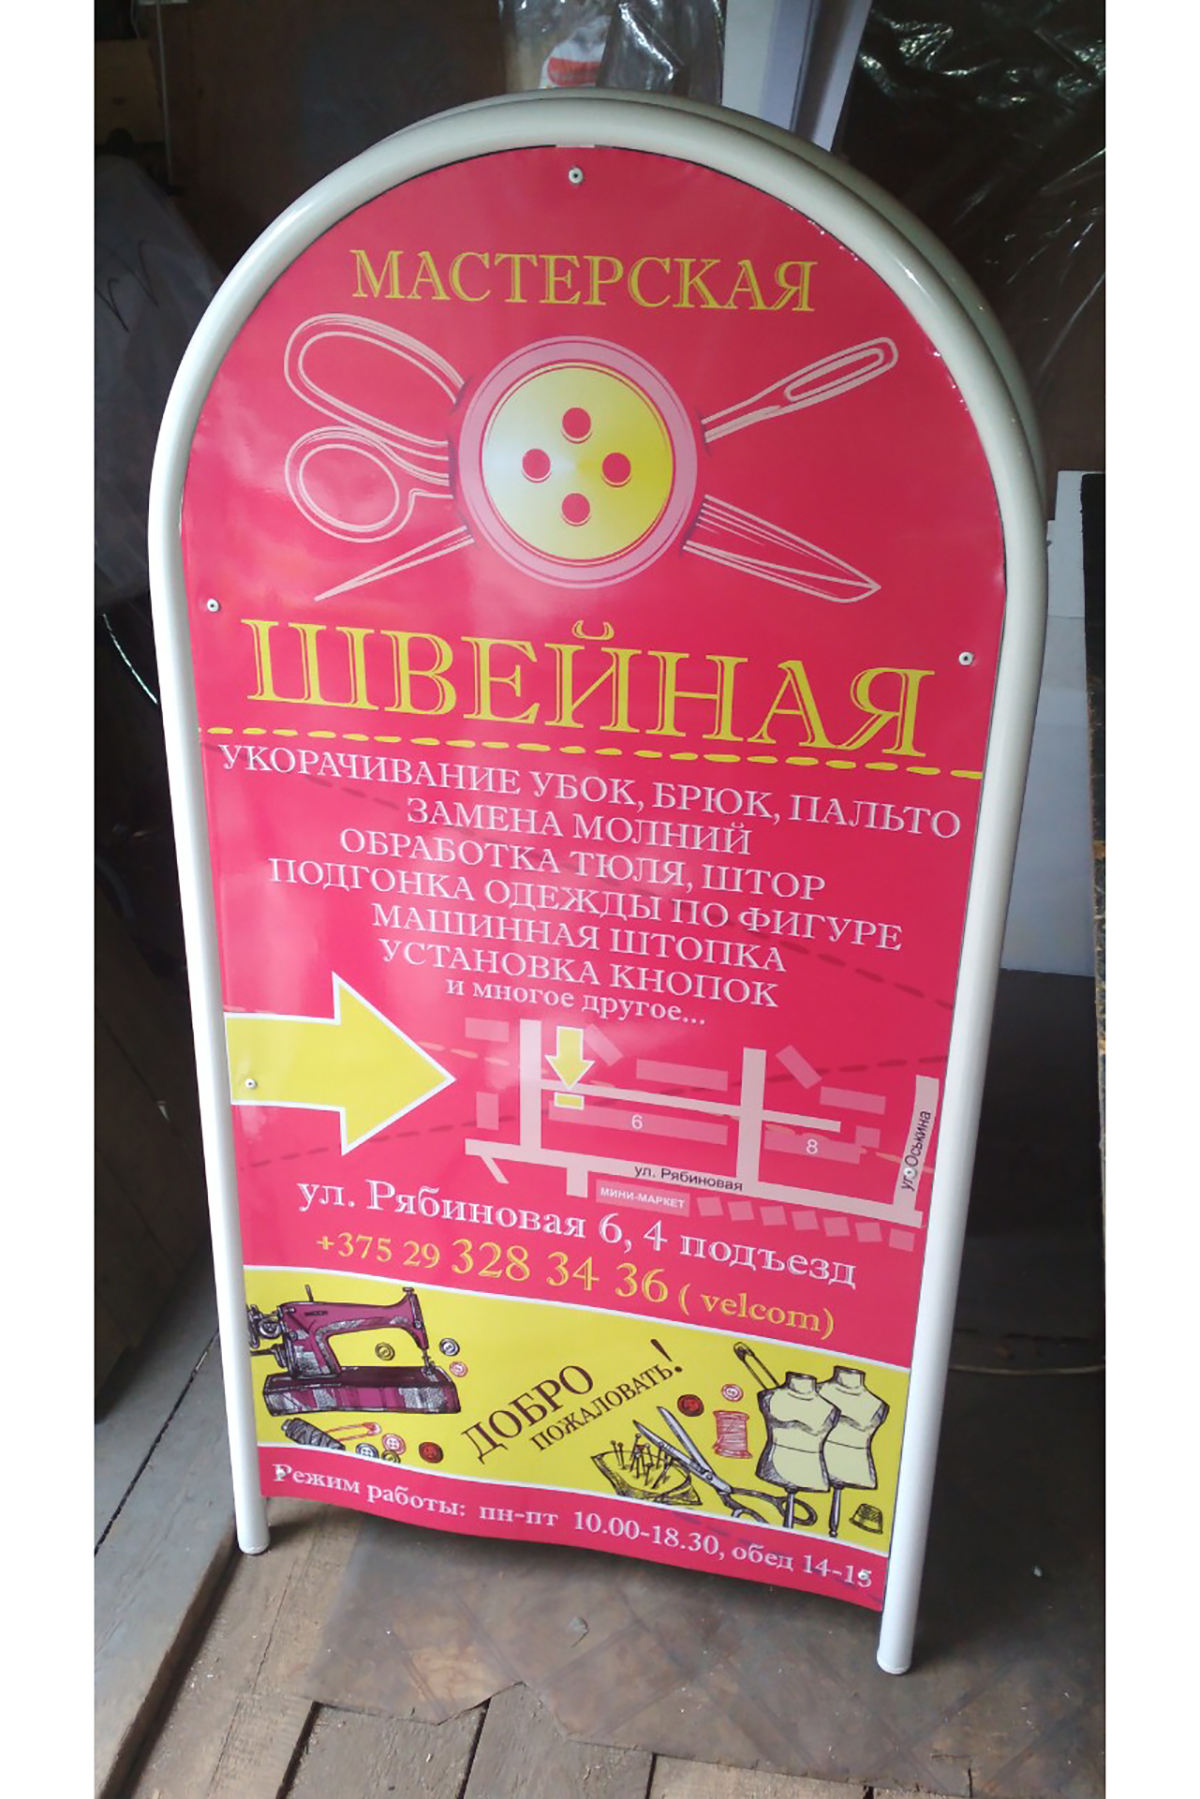 МАСТЕРСКАЯ
ШВЕЙНАЯ
УКОРАЧИВАНИЕ УБОК, БРЮК, ПАЛЬТО
ЗАМЕНА МОЛНИЙ
ОБРАБОТКА ТЮЛЯ, ШТОР
ПОДГОНКА ОДЕЖДЫ ПО ФИГУРЕ
МАШИННАЯ ШТОПКА
УСТАНОВКА КНОПОК
и многое другое...
6
8
ул. Оськина
ул. Рябиновая
МИНИ-МАРКЕТ
ул. Рябиновая 6, 4 подъезд
+375 29 328 34 36 ( velcom)
ДОБРО
ПОЖАЛОВАТЬ!
Режим работы: пн-пт 10.00-18.30, обед 14-15